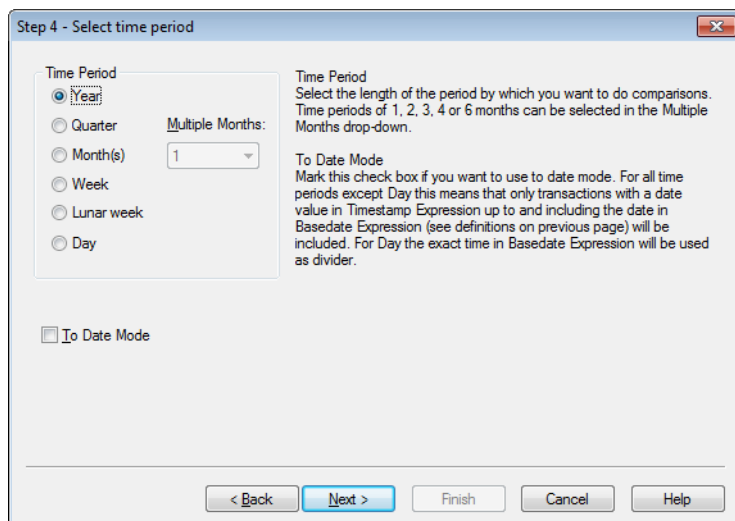 Step 4 - Select time period
Time Period
Year
Quarter
Multiple Months:
Month(s)
1
Week
Lunar week
Day
To Date Mode
Time Period
Select the length of the period by which you want to do comparisons.
Time periods of 1, 2, 3, 4 or 6 months can be selected in the Multiple
Months drop-down.
To Date Mode
Mark this check box if you want to use to date mode. For all time
periods except Day this means that only transactions with a date
value in Timestamp Expression up to and including the date in
Basedate Expression (see definitions on previous page) will be
included. For Day the exact time in Basedate Expression will be used
as divider.
< Back
Next >
Finish
Cancel
Help